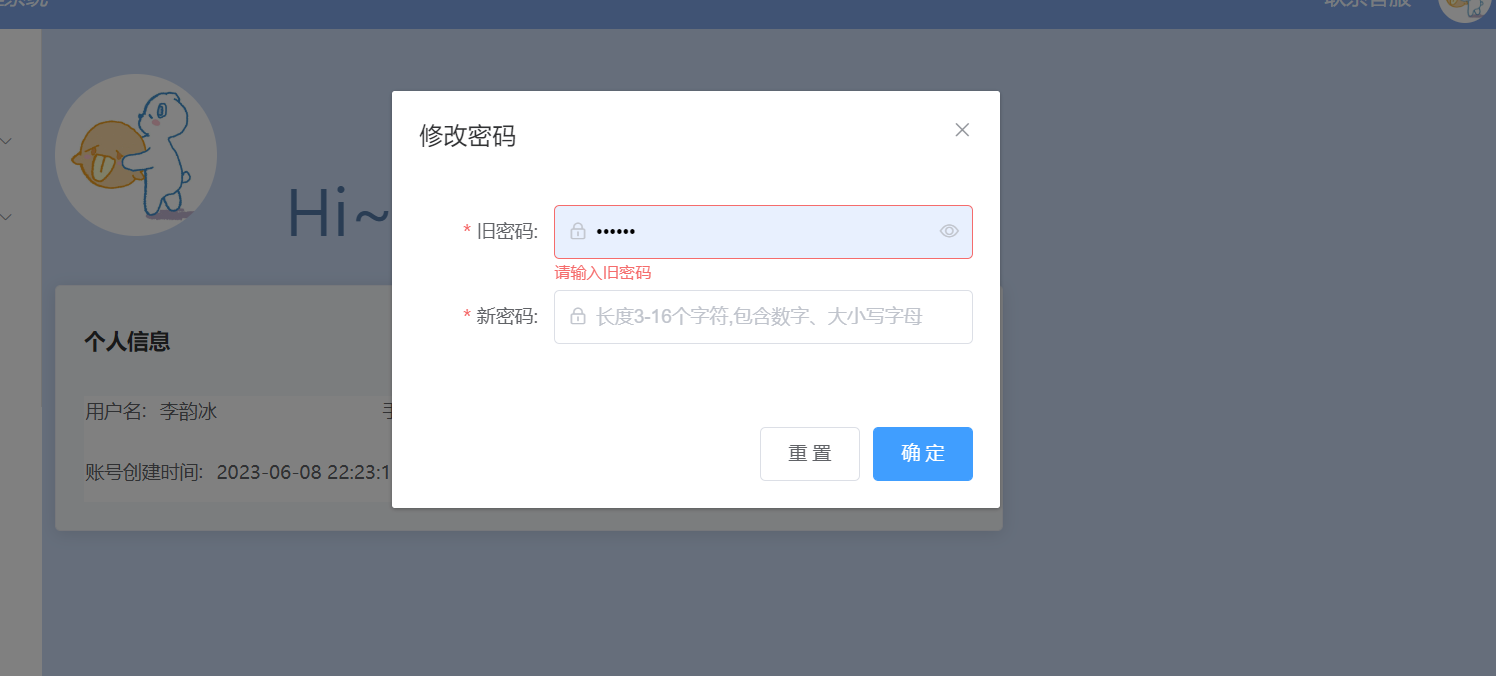 系统
联系客服
修改密码
Hi~
* 旧密码:
••••••
请输入旧密码
* 新密码:
长度3-16个字符,包含数字、大小写字母
个人信息
用户名: 李韵冰
账号创建时间: 2023-06-08 22:23:1
重 置
确 定